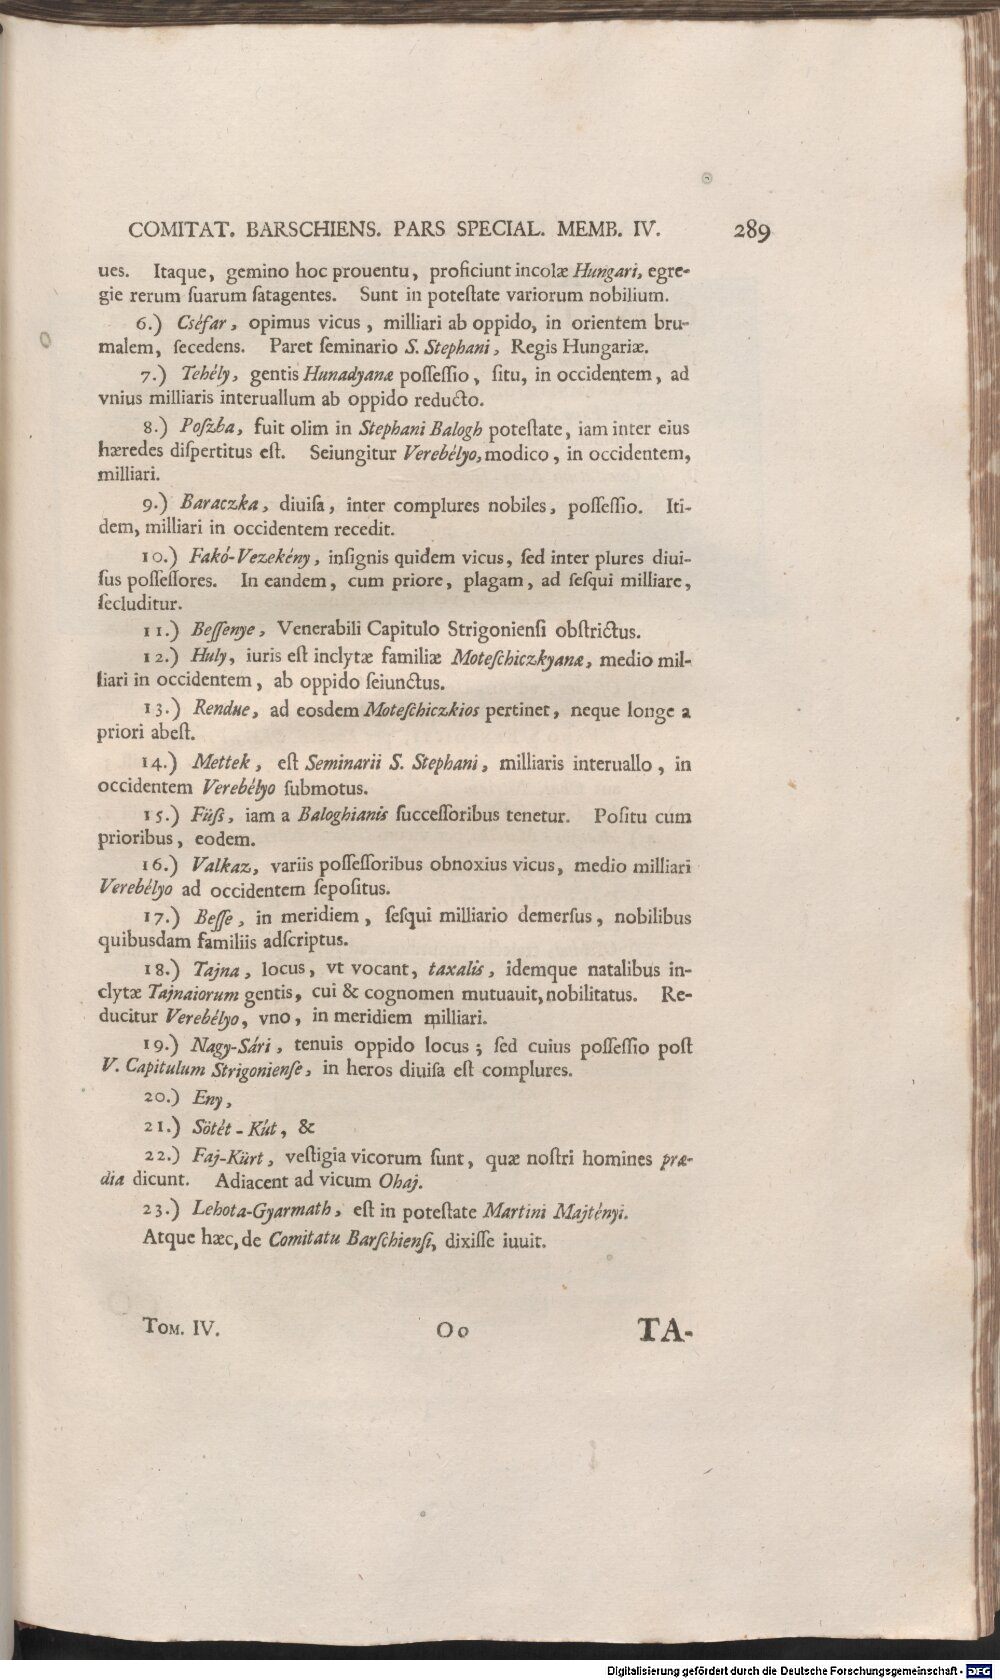 COMITAT. BARSCHIENS. PARS SPECIAL. MEMB. IV. 289
ues. Itaque, gemino hoc prouentu, proficiunt incolæ Hungari, egre-
gie rerum ſuarum ſatagentes. Sunt in poteſtate variorum nobilium.
6.) Cséfar, opimus vicus, milliari ab oppido, in orientem bru-
malem, ſecedens. Paret ſeminario S. Stephani, Regis Hungariæ.
7.) Tehély, gentis Hunadyanæ poſſeſſio, ſitu, in occidentem, ad
vnius milliaris interuallum ab oppido reducto.
8.) Poſzba, fuit olim in Stephani Balogh poteſtate, iam inter eius
hæredes diſpertitus eſt. Seiungitur Verebélyo, modico, in occidentem,
milliari.
9.) Baraczka, diuiſa, inter complures nobiles, poſſeſſio. Iti-
dem, milliari in occidentem recedit.
10.) Fakó-Vezekény, inſignis quidem vicus, ſed inter plures diui-
ſus poſſeſſores. In eandem, cum priore, plagam, ad ſeſqui milliare,
ſecluditur.
11.) Beſſenye, Venerabili Capitulo Strigonienſi obſtrictus.
12.) Huly, iuris eſt inclytæ familiæ Moteſchiczkyanæ, medio mil-
liari in occidentem, ab oppido ſeiunctus.
13.) Rendue, ad eosdem Moteſchiczkios pertinet, neque longe a
priori abeſt.
14.) Mettek, eſt Seminarii S. Stephani, milliaris interuallo, in
occidentem Verebélyo ſubmotus.
15.) Füſs, iam a Baloghianis ſucceſſoribus tenetur. Poſitu cum
prioribus, eodem.
16.) Valkaz, variis poſſeſſoribus obnoxius vicus, medio milliari
Verebélyo ad occidentem ſepoſitus.
17.) Beſſe, in meridiem, ſeſqui milliario demerſus, nobilibus
quibusdam familiis adſcriptus.
18.) Tajna, locus, vt vocant, taxalis, idemque natalibus in-
clytæ Tajnaiorum gentis, cui & cognomen mutuauit, nobilitatus. Re-
ducitur Verebélyo, vno, in meridiem milliari.
19.) Nagy-Sári, tenuis oppido locus; ſed cuius poſſeſſio poſt
V. Capitulum Strigonienſe, in heros diuiſa eſt complures.
20.) Eny,
21.) Sötét-Kút, &
22.) Faj-Kürt, veſtigia vicorum ſunt, quæ noſtri homines præ-
dia dicunt. Adiacent ad vicum Ohaj.
23.) Lehota-Gyarmath, eſt in poteſtate Martini Majtényi.
Atque hæc, de Comitatu Barſchienſi, dixiſſe iuuit.
Tom. IV. Oo TA-
Digitalisierung gefördert durch die Deutsche Forschungsgemeinschaft - DFG